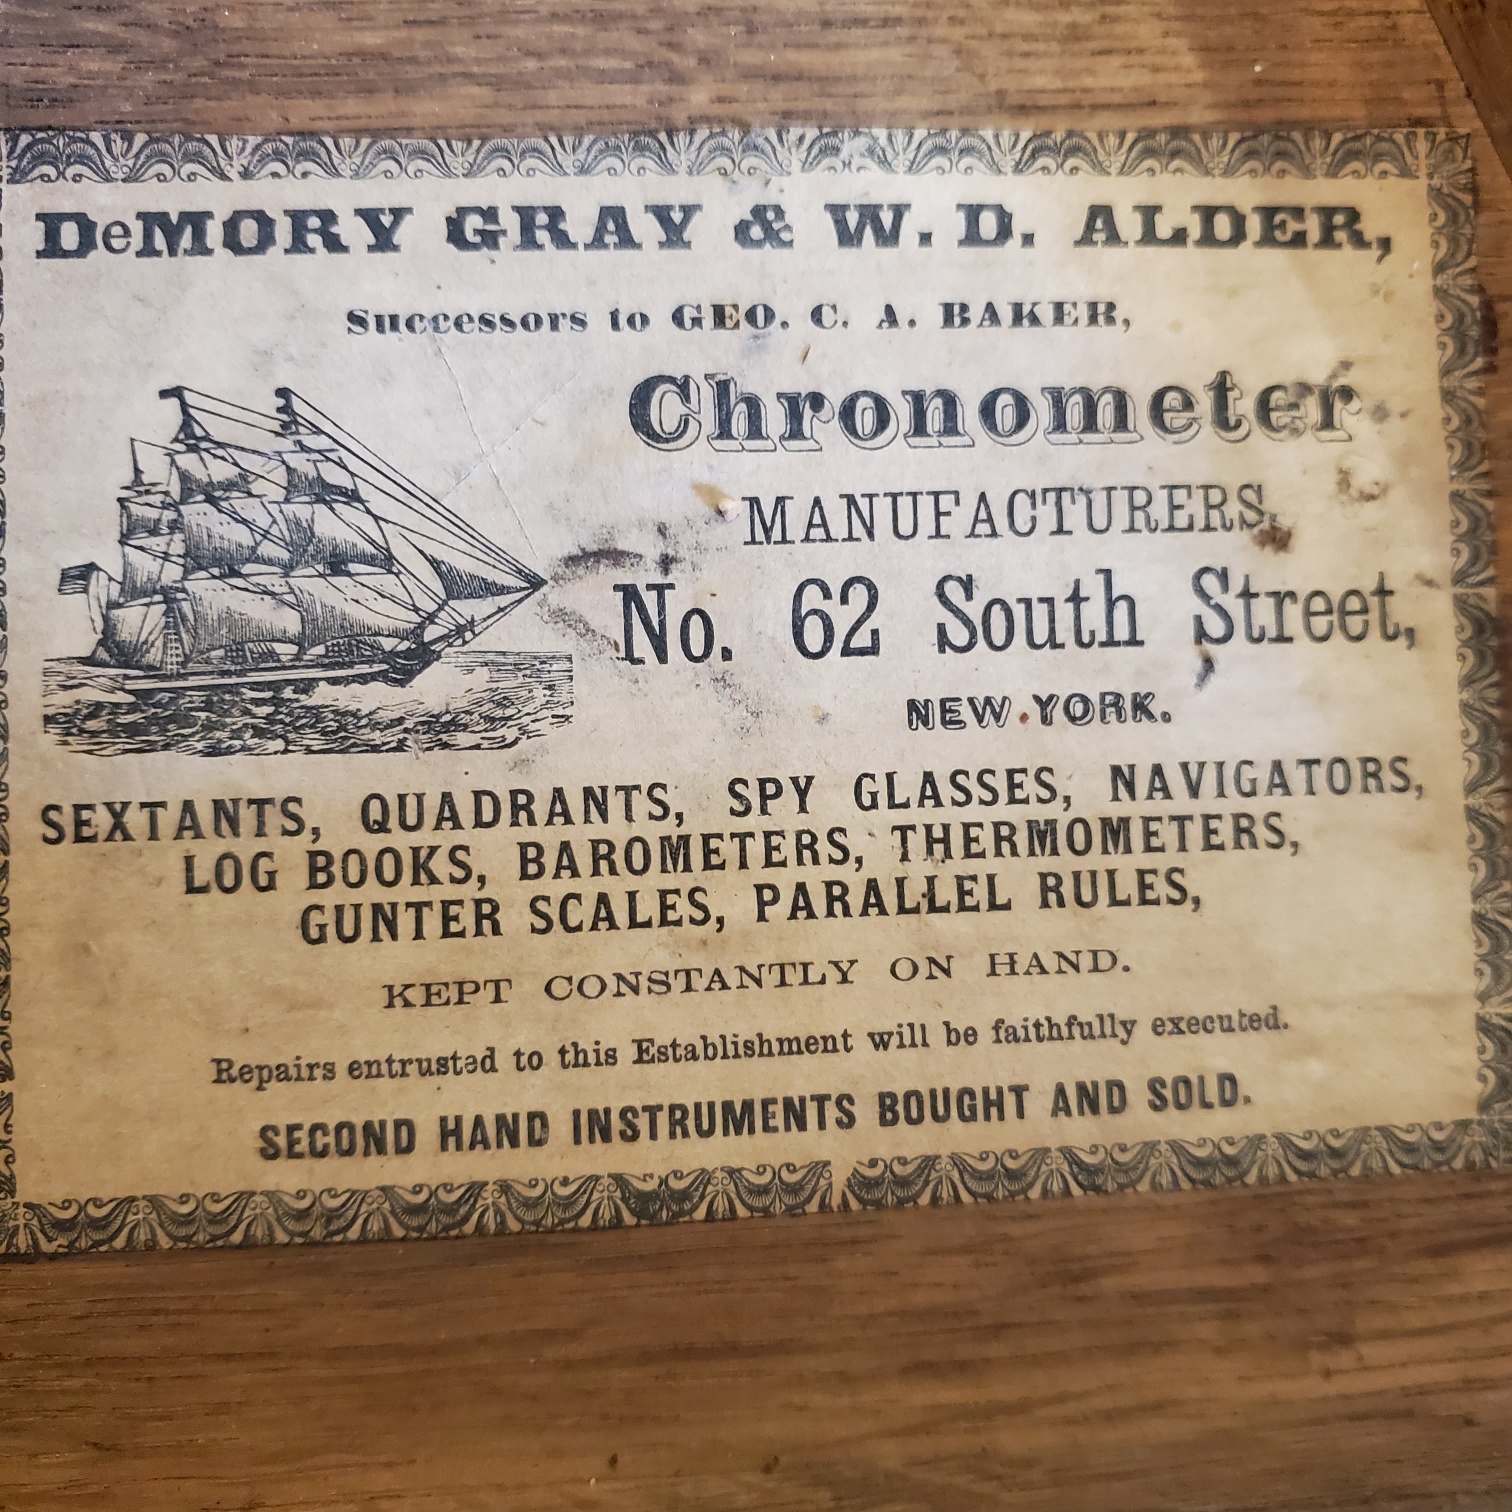 DeMORY GRAY & W. D. ALDER,
Successors to GEO. C. A. BAKER,
Chronometer
MANUFACTURERS,
No. 62 South Street,
NEW YORK.
SEXTANTS, QUADRANTS, SPY GLASSES, NAVIGATORS,
LOG BOOKS, BAROMETERS, THERMOMETERS,
GUNTER SCALES, PARALLEL RULES,
KEPT CONSTANTLY ON HAND.
Repairs entrusted to this Establishment will be faithfully executed.
SECOND HAND INSTRUMENTS BOUGHT AND SOLD.